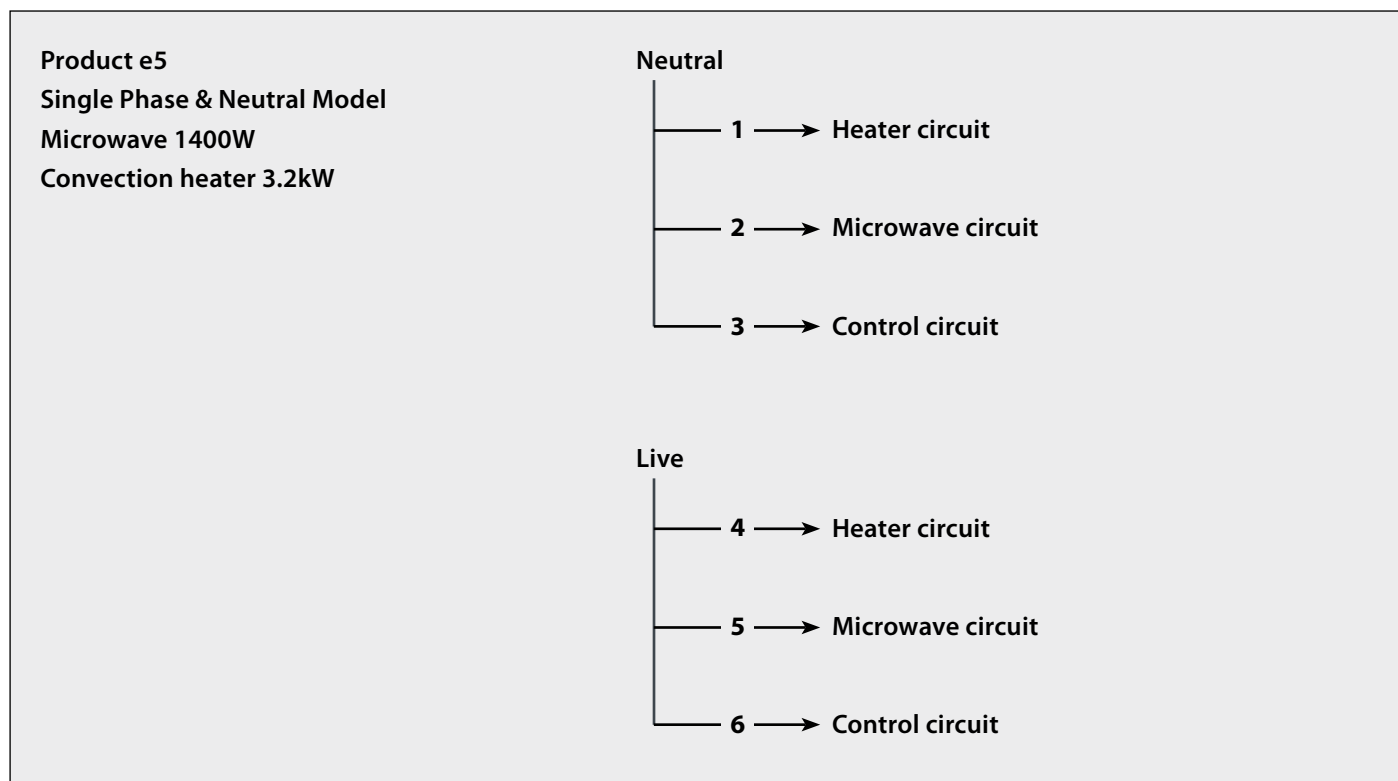 Product e5
Single Phase & Neutral Model
Microwave 1400W
Convection heater 3.2kW
Neutral
1 Heater circuit
2 Microwave circuit
3 Control circuit
Live
4 Heater circuit
5 Microwave circuit
6 Control circuit